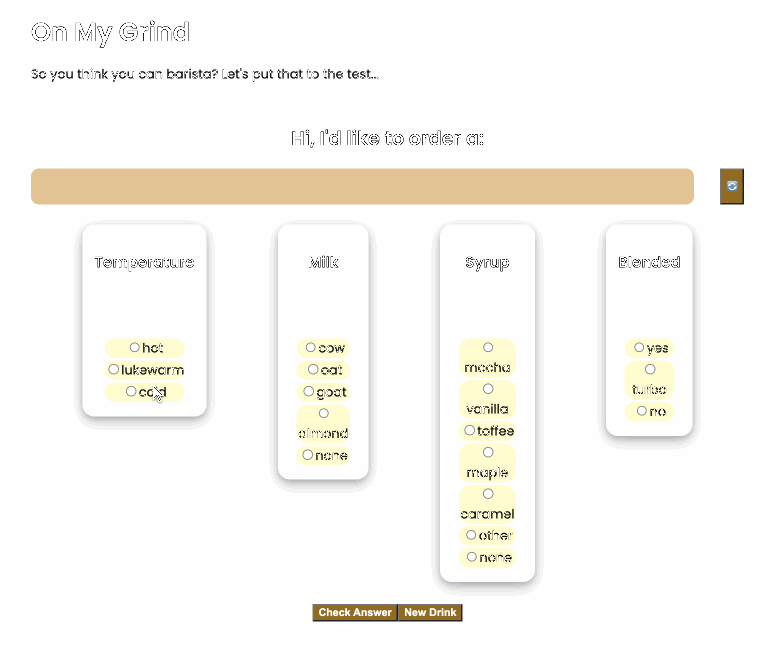 On My Grind
So you think you can barista? Let's put that to the test...
Hi, I'd like to order a:
Temperature
hot
lukewarm
cold
Milk
cow
oat
goat
almond
none
Syrup
mocha
vanilla
toffee
maple
caramel
other
none
Blended
yes
turbo
no
Check Answer
New Drink